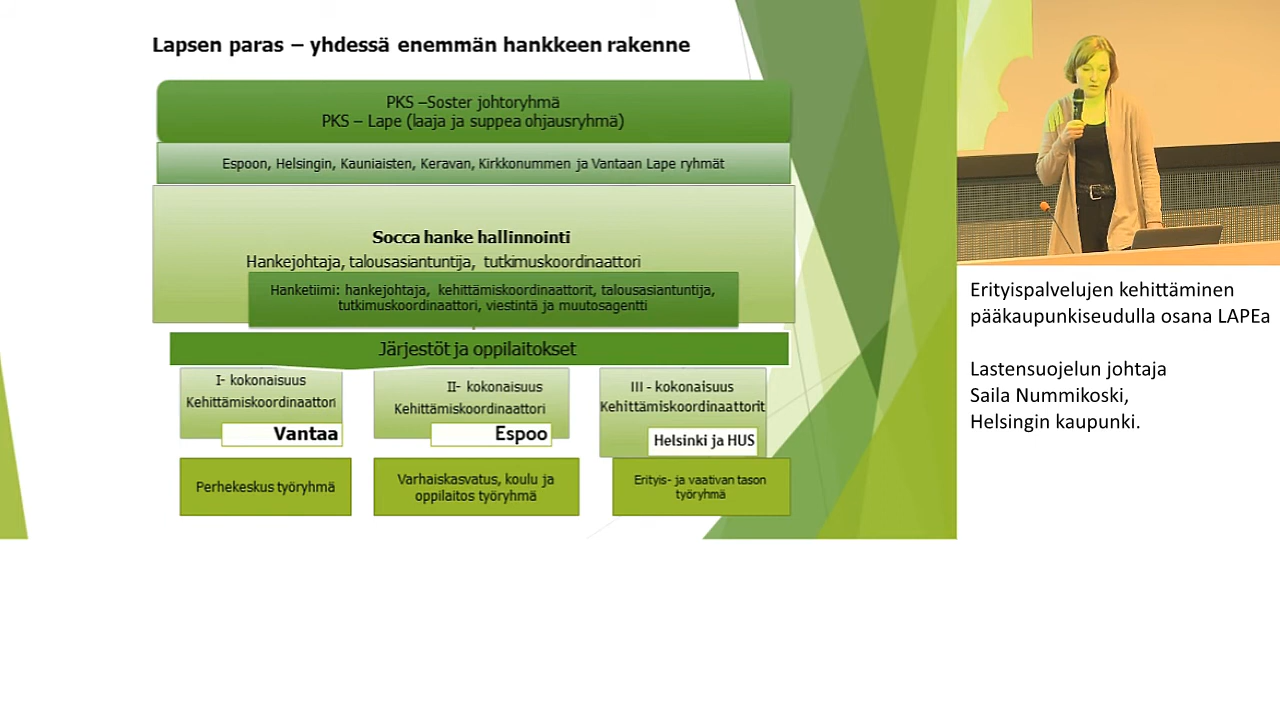 Lapsen paras – yhdessä enemmän hankkeen rakenne
PKS –Soster johtoryhmä
PKS – Lape (laaja ja suppea ohjausryhmä)
Espoon, Helsingin, Kauniaisten, Keravan, Kirkkonummen ja Vantaan Lape ryhmät
Socca hanke hallinnointi
Hankejohtaja, talousasiantuntija, tutkimuskoordinaattori
Hanketiimi: hankejohtaja, kehittämiskoordinaattorit, talousasiantuntija,
tutkimuskoordinaattori, viestintä ja muutosagentti
Järjestöt ja oppilaitokset
I- kokonaisuus
Kehittämiskoordinaattori
Vantaa
Perhekeskus työryhmä
II- kokonaisuus
Kehittämiskoordinaattori
Espoo
Varhaiskasvatus, koulu ja
oppilaitos työryhmä
III - kokonaisuus
Kehittämiskoordinaattorit
Helsinki ja HUS
Erityis- ja vaativan tason
työryhmä
Erityispalvelujen kehittäminen
pääkaupunkiseudulla osana LAPEa
Lastensuojelun johtaja
Saila Nummikoski,
Helsingin kaupunki.